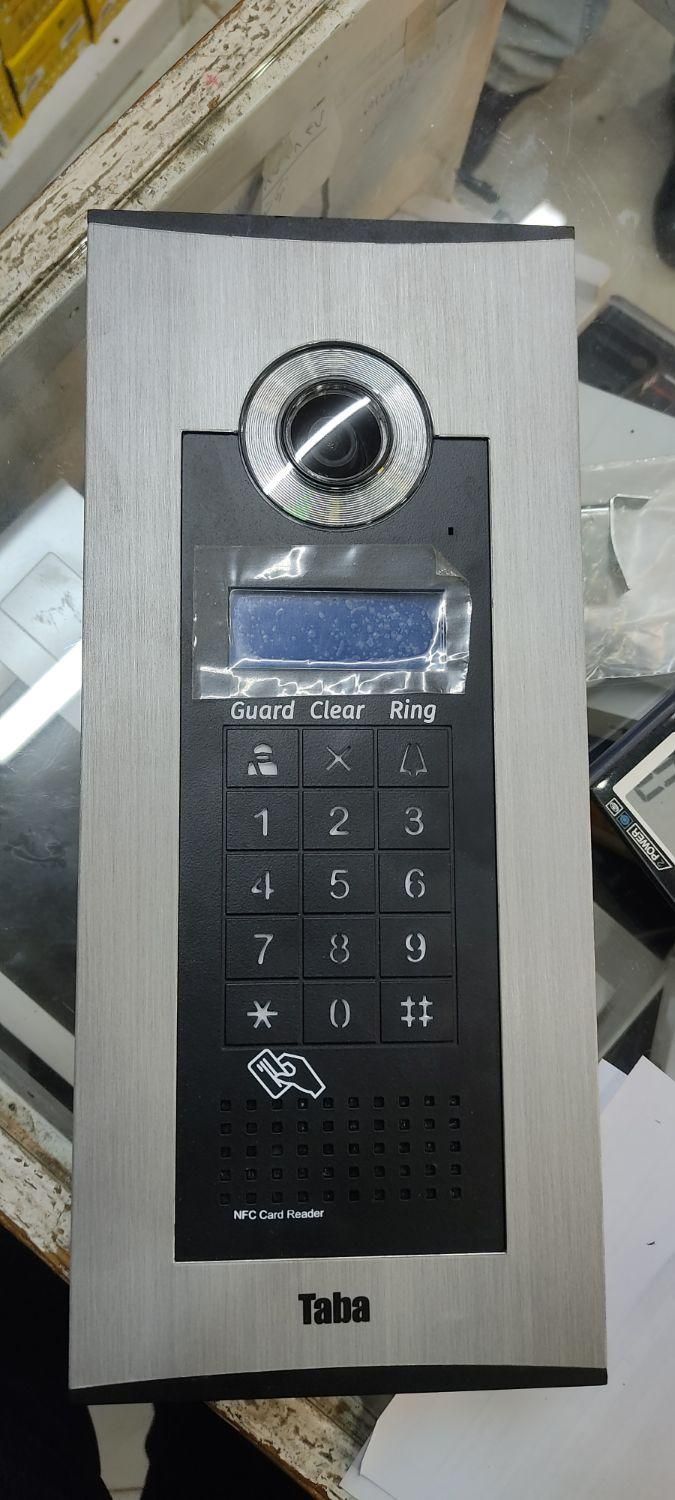 Guard Clear Ring
1 2 3
4 5 6
7 8 9
* 0 #
NFC Card Reader
Taba
POWER